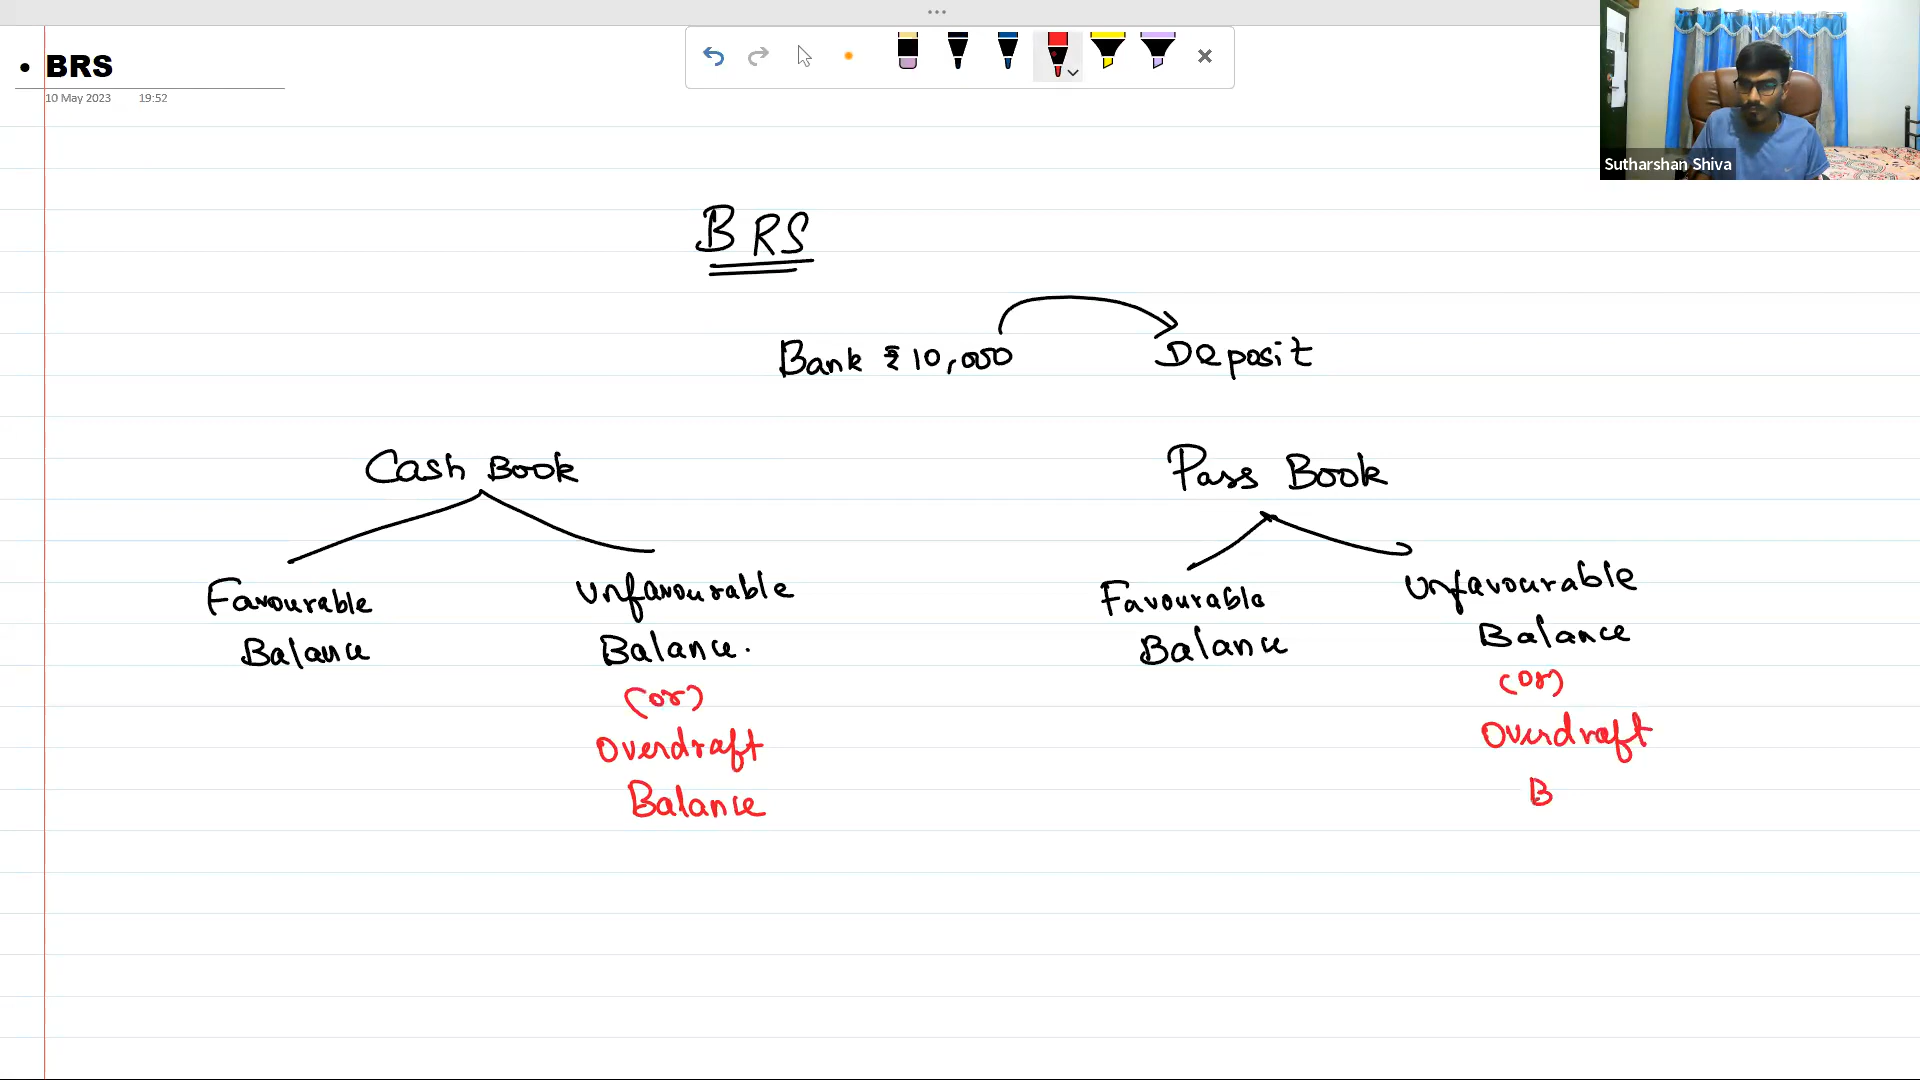 BRS
10 May 2023 19:52
Sutharshan Shiva
BRS
Bank ₹ 10,000 Deposit
Cash Book
Favourable
Balance
Unfavourable
Balance.
(or)
Overdraft
Balance
Pass Book
Favourable
Balance
Unfavourable
Balance
(or)
Overdraft
B